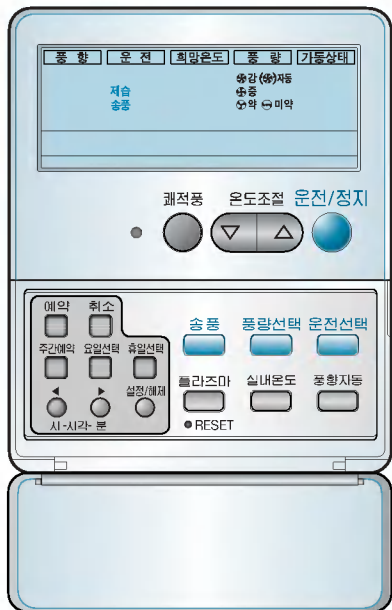 풍 향 운 전 희망온도 풍 량 가동상태
강 자동
제습 중
송풍 약 미약
쾌적풍 온도조절 운전/정지
예약 취소
송풍 풍량선택 운전선택
주간예약 요일선택 휴일선택
플라즈마 실내온도 풍향자동
◀ ▶ 설정/해제
시 -시각- 분
RESET